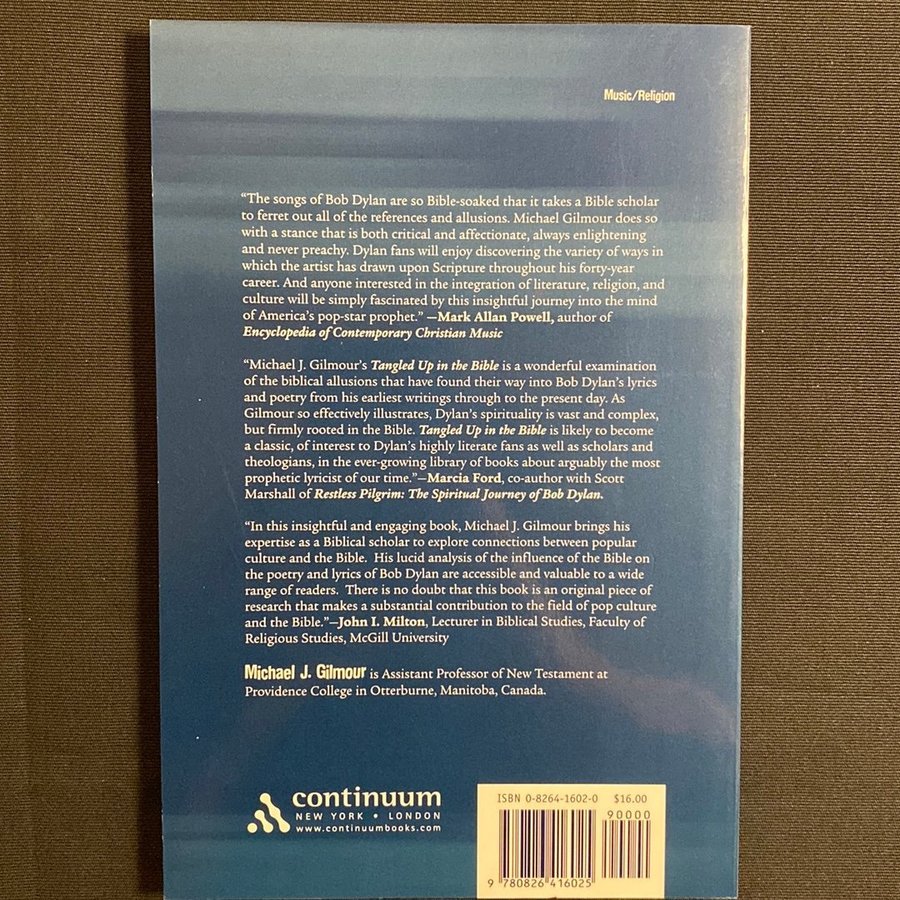 Music/Religion
“The songs of Bob Dylan are so Bible-soaked that it takes a Bible scholar
to ferret out all of the references and allusions. Michael Gilmour does so
with a stance that is both critical and affectionate, always enlightening
and never preachy. Dylan fans will enjoy discovering the variety of ways in
which the artist has drawn upon Scripture throughout his forty-year
career. And anyone interested in the integration of literature, religion, and
culture will be simply fascinated by this insightful journey into the mind
of America’s pop-star prophet.” —Mark Allan Powell, author of
Encyclopedia of Contemporary Christian Music
“Michael J. Gilmour’s Tangled Up in the Bible is a wonderful examination
of the biblical allusions that have found their way into Bob Dylan’s lyrics
and poetry from his earliest writings through to the present day. As
Gilmour so effectively illustrates, Dylan’s spirituality is vast and complex,
but firmly rooted in the Bible. Tangled Up in the Bible is likely to become
a classic, of interest to Dylan’s highly literate fans as well as scholars and
theologians, in the ever-growing library of books about arguably the most
prophetic lyricist of our time.”—Marcia Ford, co-author with Scott
Marshall of Restless Pilgrim: The Spiritual Journey of Bob Dylan.
“In this insightful and engaging book, Michael J. Gilmour brings his
expertise as a Biblical scholar to explore connections between popular
culture and the Bible. His lucid analysis of the influence of the Bible on
the poetry and lyrics of Bob Dylan are accessible and valuable to a wide
range of readers. There is no doubt that this book is an original piece of
research that makes a substantial contribution to the field of pop culture
and the Bible.”—John I. Milton, Lecturer in Biblical Studies, Faculty of
Religious Studies, McGill University
Michael J. Gilmour is Assistant Professor of New Testament at
Providence College in Otterburne, Manitoba, Canada.
continuum
NEW YORK • LONDON
www.continuumbooks.com
ISBN 0-8264-1602-0 $16.00
90000
9 780826 416025